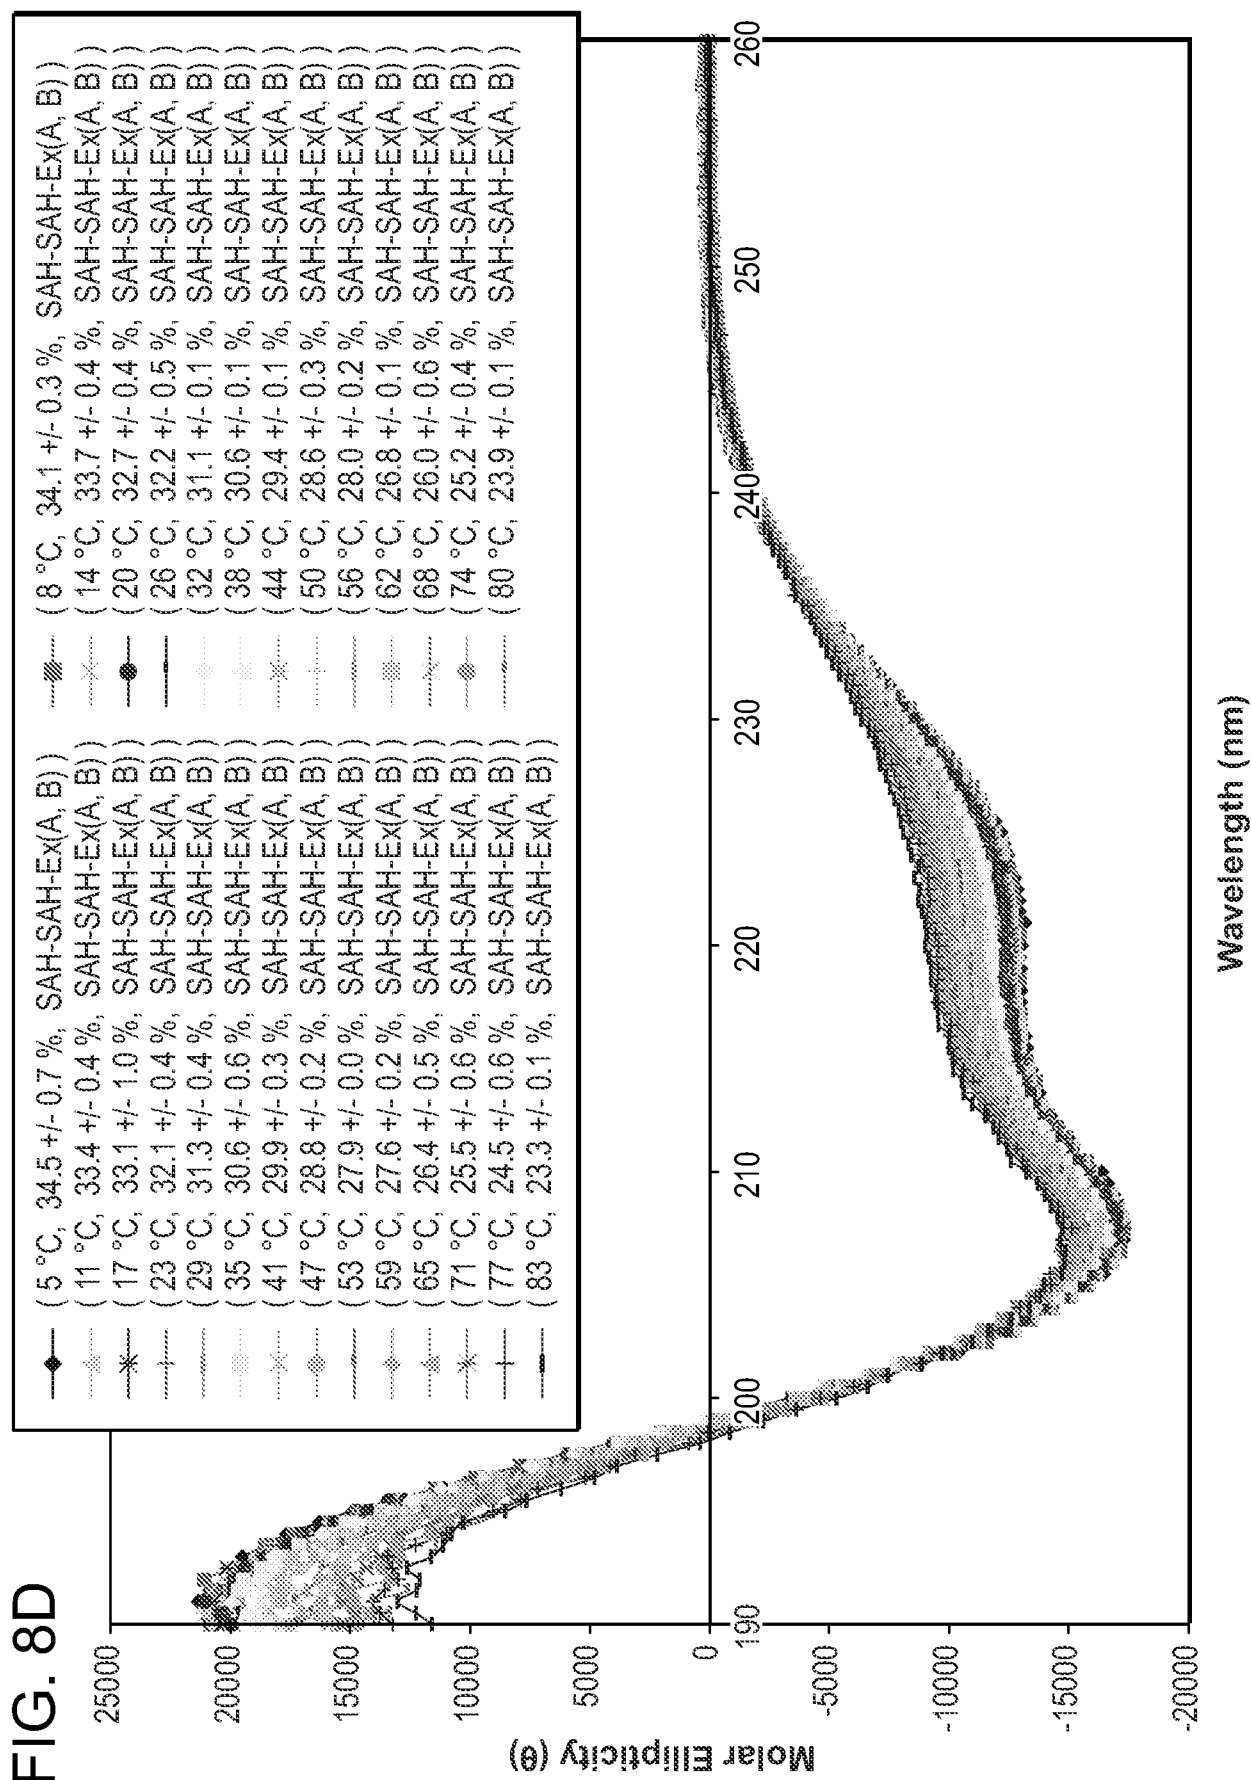 FIG. 8D
( 5 °C, 34.5 +/- 0.7 %, SAH-SAH-Ex(A, B) )
( 8 °C, 34.1 +/- 0.3 %, SAH-SAH-Ex(A, B) )
( 11 °C, 33.4 +/- 0.4 %, SAH-SAH-Ex(A, B) )
( 14 °C, 33.7 +/- 0.4 %, SAH-SAH-Ex(A, B) )
( 17 °C, 33.1 +/- 1.0 %, SAH-SAH-Ex(A, B) )
( 20 °C, 32.7 +/- 0.4 %, SAH-SAH-Ex(A, B) )
( 23 °C, 32.1 +/- 0.4 %, SAH-SAH-Ex(A, B) )
( 26 °C, 32.2 +/- 0.5 %, SAH-SAH-Ex(A, B) )
( 29 °C, 31.3 +/- 0.4 %, SAH-SAH-Ex(A, B) )
( 32 °C, 31.1 +/- 0.1 %, SAH-SAH-Ex(A, B) )
( 35 °C, 30.6 +/- 0.6 %, SAH-SAH-Ex(A, B) )
( 38 °C, 30.6 +/- 0.1 %, SAH-SAH-Ex(A, B) )
( 41 °C, 29.9 +/- 0.3 %, SAH-SAH-Ex(A, B) )
( 44 °C, 29.4 +/- 0.1 %, SAH-SAH-Ex(A, B) )
( 47 °C, 28.8 +/- 0.2 %, SAH-SAH-Ex(A, B) )
( 50 °C, 28.6 +/- 0.3 %, SAH-SAH-Ex(A, B) )
( 53 °C, 27.9 +/- 0.0 %, SAH-SAH-Ex(A, B) )
( 56 °C, 28.0 +/- 0.2 %, SAH-SAH-Ex(A, B) )
( 59 °C, 27.6 +/- 0.2 %, SAH-SAH-Ex(A, B) )
( 62 °C, 26.8 +/- 0.1 %, SAH-SAH-Ex(A, B) )
( 65 °C, 26.4 +/- 0.5 %, SAH-SAH-Ex(A, B) )
( 68 °C, 26.0 +/- 0.6 %, SAH-SAH-Ex(A, B) )
( 71 °C, 25.5 +/- 0.6 %, SAH-SAH-Ex(A, B) )
( 74 °C, 25.2 +/- 0.4 %, SAH-SAH-Ex(A, B) )
( 77 °C, 24.5 +/- 0.6 %, SAH-SAH-Ex(A, B) )
( 80 °C, 23.9 +/- 0.1 %, SAH-SAH-Ex(A, B) )
( 83 °C, 23.3 +/- 0.1 %, SAH-SAH-Ex(A, B) )
25000
20000
15000
10000
5000
0
-5000
-10000
-15000
-20000
Molar Ellipticity (θ)
190
200
210
220
230
240
250
260
Wavelength (nm)